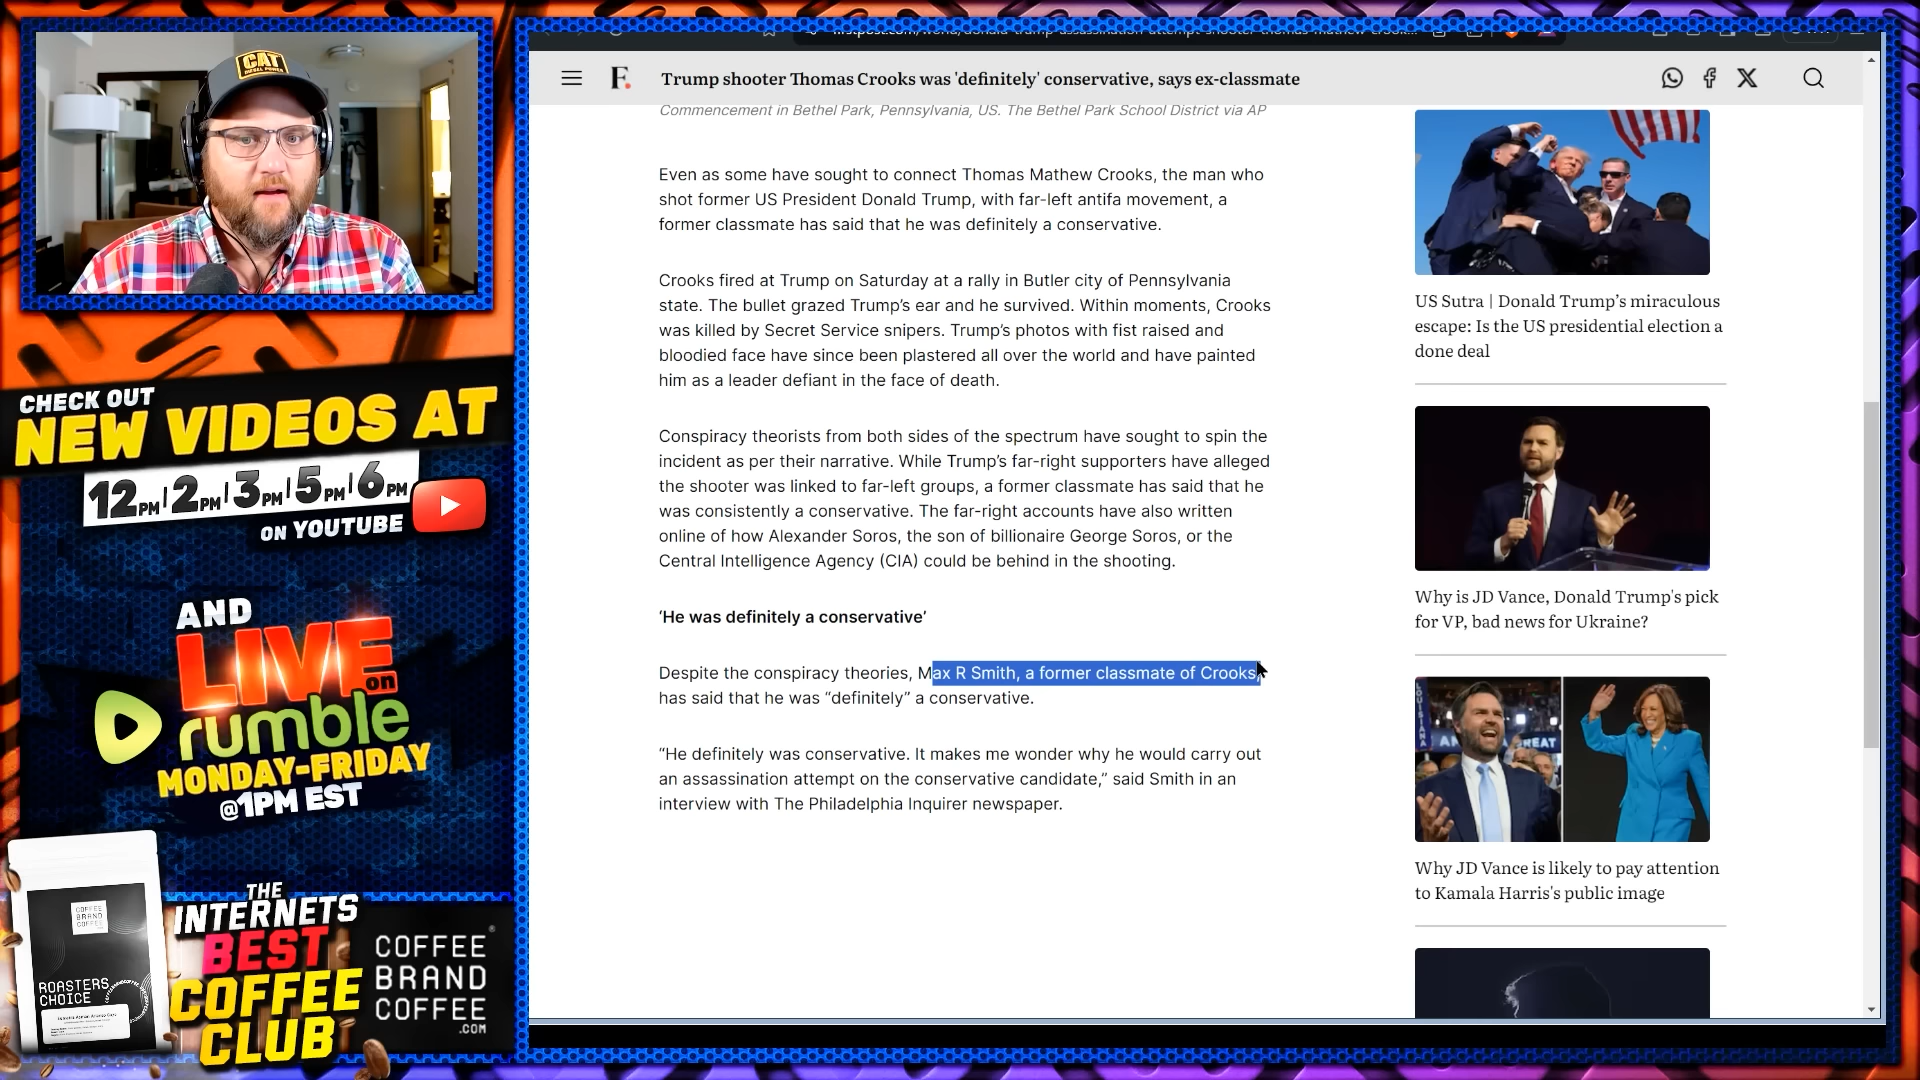 CAT
DIESEL POWER
CHECK OUT
NEW VIDEOS AT
12PM | 2PM | 3PM | 5PM | 6PM
ON YOUTUBE
AND
LIVE
on
rumble
MONDAY-FRIDAY
@1PM EST
COFFEE
BRAND
COFFEE
ROASTERS
CHOICE
THE
INTERNETS
BEST
COFFEE
CLUB
COFFEE
BRAND
COFFEE
.COM
F.
Trump shooter Thomas Crooks was 'definitely' conservative, says ex-classmate
Commencement in Bethel Park, Pennsylvania, US. The Bethel Park School District via AP
Even as some have sought to connect Thomas Mathew Crooks, the man who
shot former US President Donald Trump, with far-left antifa movement, a
former classmate has said that he was definitely a conservative.
Crooks fired at Trump on Saturday at a rally in Butler city of Pennsylvania
state. The bullet grazed Trump’s ear and he survived. Within moments, Crooks
was killed by Secret Service snipers. Trump’s photos with fist raised and
bloodied face have since been plastered all over the world and have painted
him as a leader defiant in the face of death.
Conspiracy theorists from both sides of the spectrum have sought to spin the
incident as per their narrative. While Trump’s far-right supporters have alleged
the shooter was linked to far-left groups, a former classmate has said that he
was consistently a conservative. The far-right accounts have also written
online of how Alexander Soros, the son of billionaire George Soros, or the
Central Intelligence Agency (CIA) could be behind in the shooting.
‘He was definitely a conservative’
Despite the conspiracy theories, Max R Smith, a former classmate of Crooks,
has said that he was “definitely” a conservative.
“He definitely was conservative. It makes me wonder why he would carry out
an assassination attempt on the conservative candidate,” said Smith in an
interview with The Philadelphia Inquirer newspaper.
US Sutra | Donald Trump’s miraculous
escape: Is the US presidential election a
done deal
Why is JD Vance, Donald Trump's pick
for VP, bad news for Ukraine?
LOUISIANA
Why JD Vance is likely to pay attention
to Kamala Harris's public image